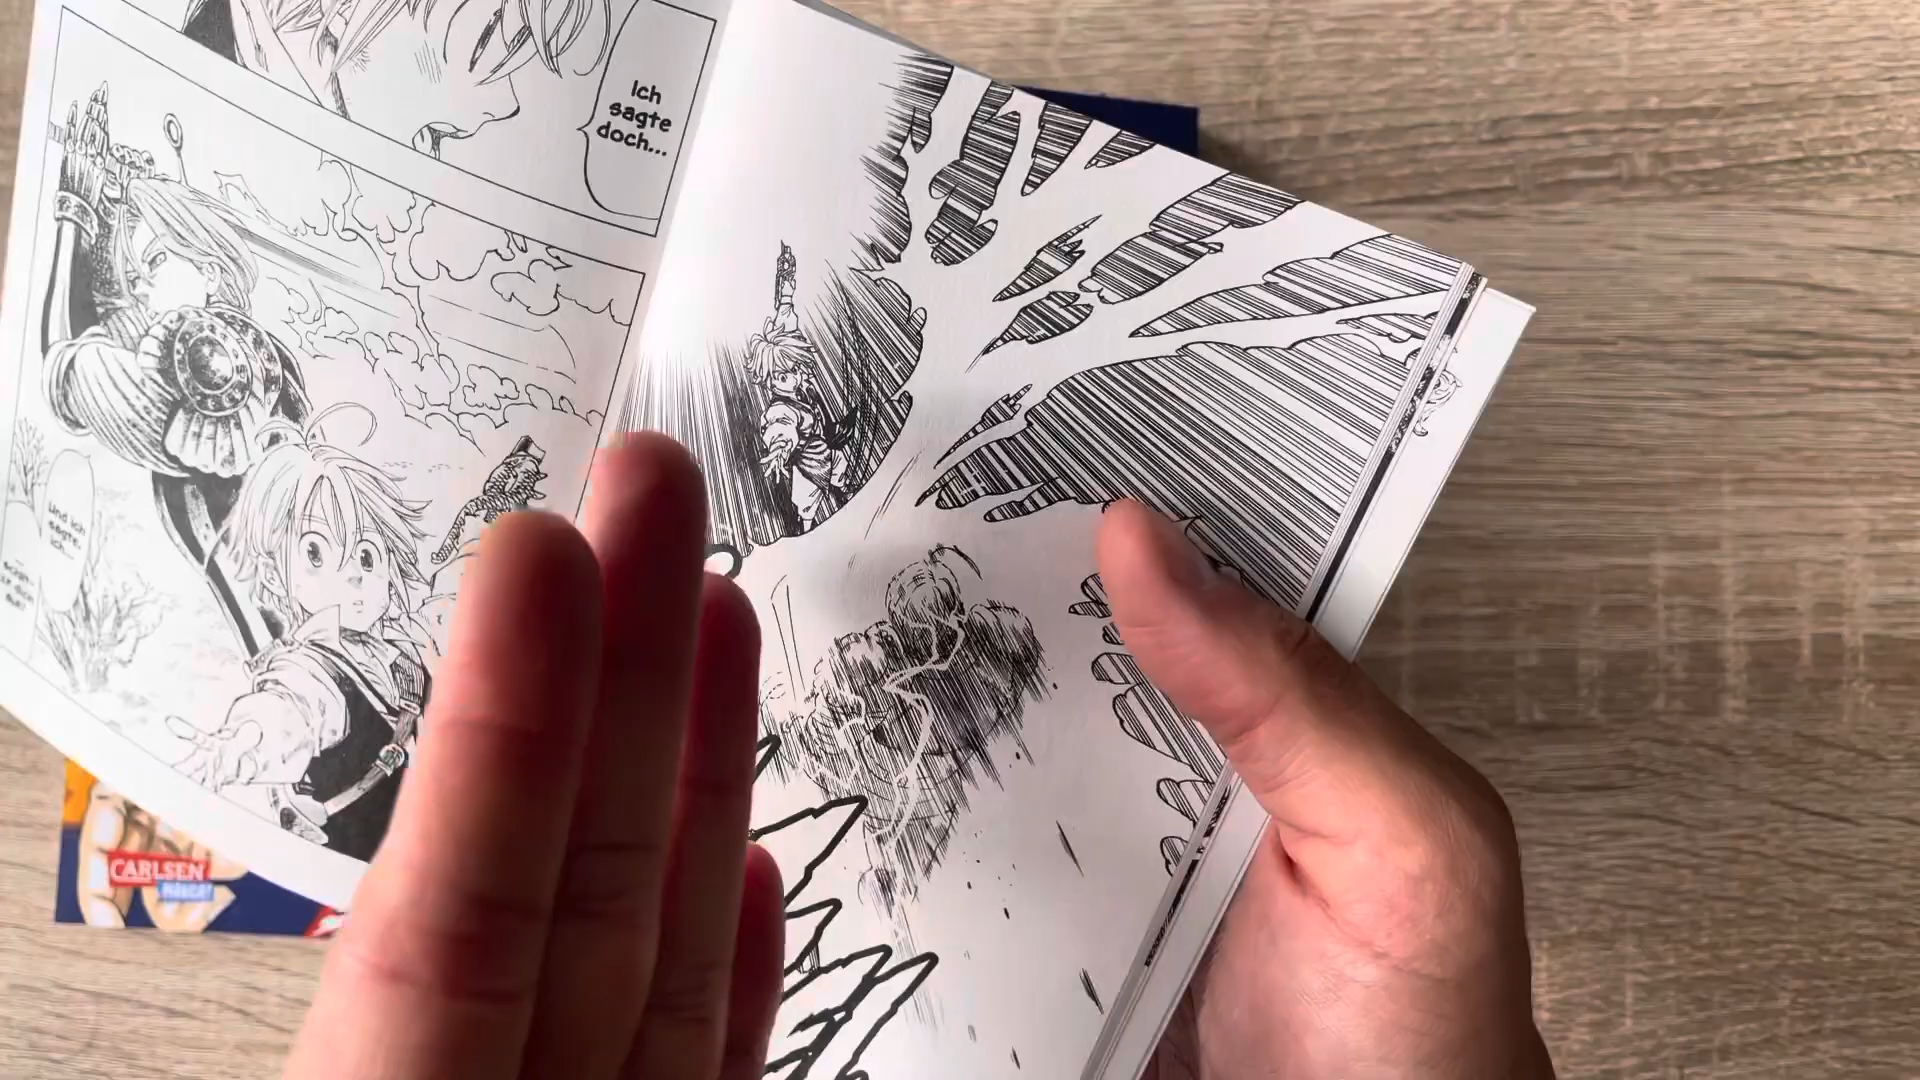 Ich
sagte
doch...
Und ich
sagte,
ich...
CARLSEN
MANGA!